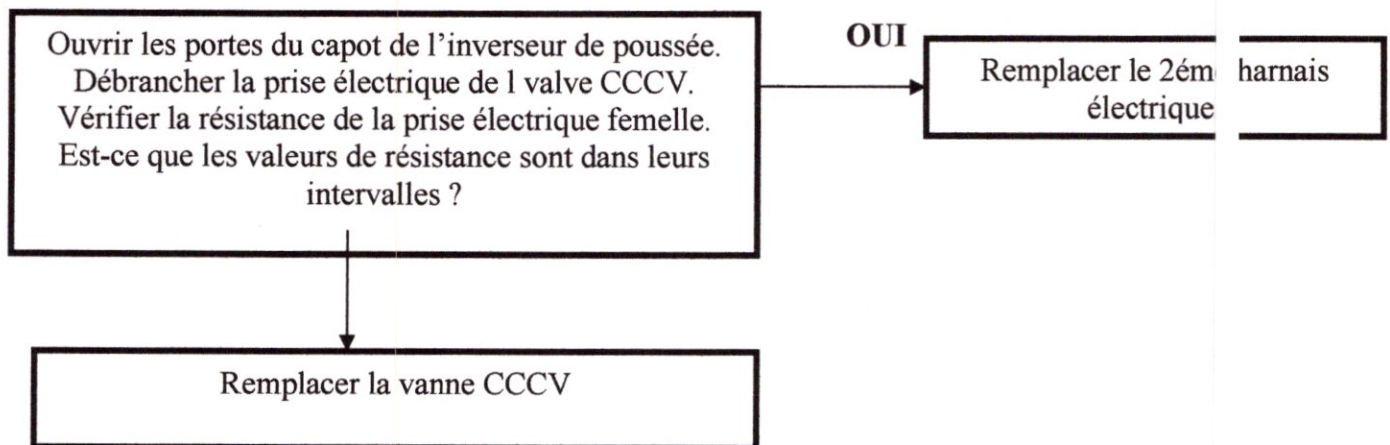 Ouvrir les portes du capot de l'inverseur de poussée.
Débrancher la prise électrique de l valve CCCV.
Vérifier la résistance de la prise électrique femelle.
Est-ce que les valeurs de résistance sont dans leurs
intervalles ?
OUI
Remplacer le 2ém harnais
électrique
Remplacer la vanne CCCV